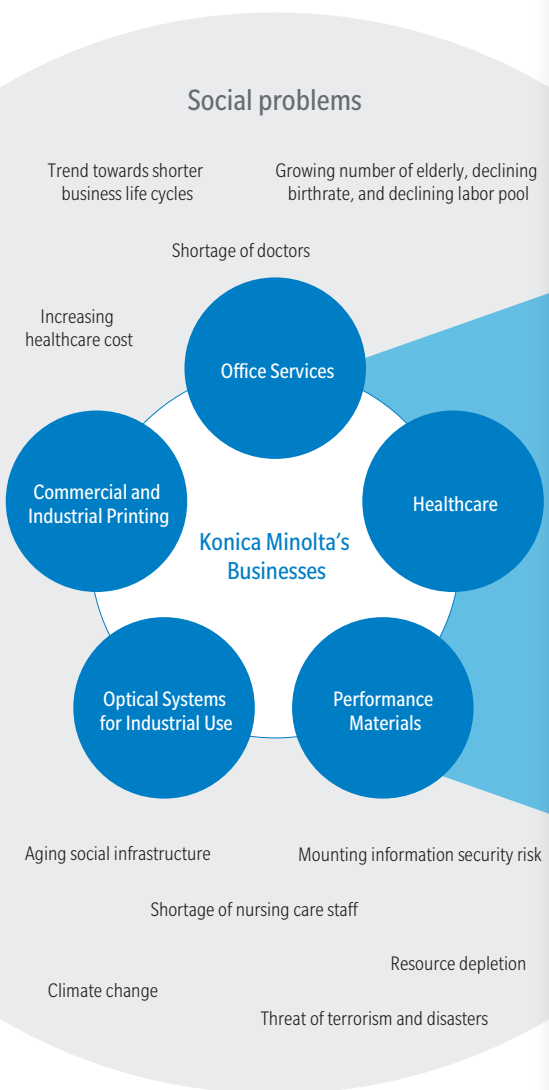 Social problems
Trend towards shorter
business life cycles
Growing number of elderly, declining
birthrate, and declining labor pool
Shortage of doctors
Increasing
healthcare cost
Office Services
Commercial and
Industrial Printing
Healthcare
Konica Minolta’s
Businesses
Optical Systems
for Industrial Use
Performance
Materials
Aging social infrastructure
Mounting information security risk
Shortage of nursing care staff
Resource depletion
Climate change
Threat of terrorism and disasters